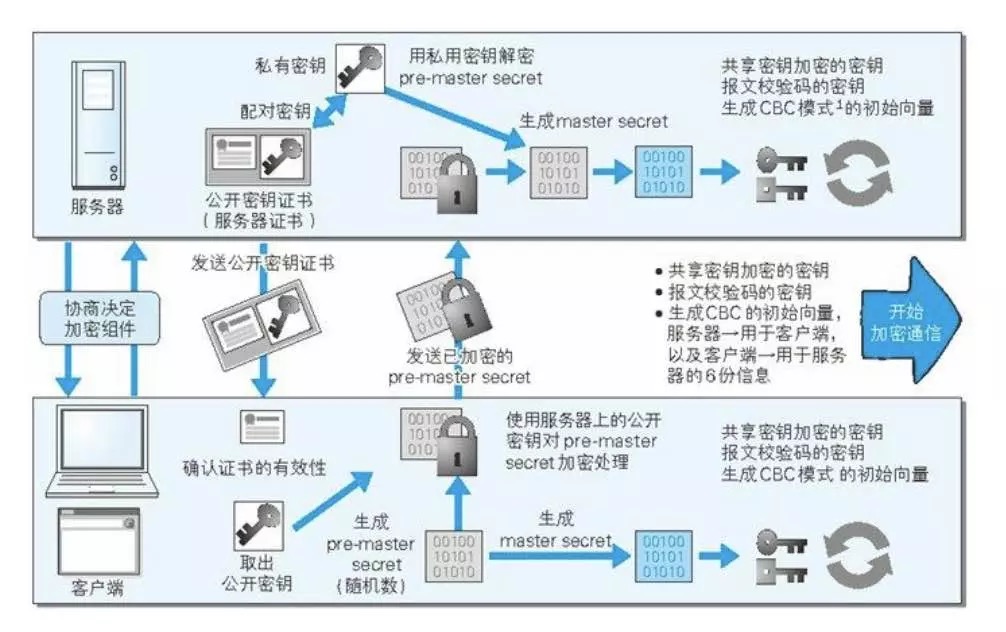 私有密钥
用私用密钥解密
pre-master secret
共享密钥加密的密钥
报文校验码的密钥
生成CBC模式¹的初始向量
配对密钥
生成master secret
00100
10101
01010
00100
10101
01010
00100
10101
01010
服务器
公开密钥证书
(服务器证书)
发送公开密钥证书
协商决定
加密组件
00100
1010
010
发送已加密的
pre-master secret
• 共享密钥加密的密钥
• 报文校验码的密钥
• 生成CBC的初始向量,
服务器→用于客户端,
以及客户端→用于服务
器的6份信息
开始
加密通信
确认证书的有效性
00100
1010
0101
使用服务器上的公开
密钥对pre-master
secret加密处理
共享密钥加密的密钥
报文校验码的密钥
生成CBC模式 的初始向量
取出
公开密钥
生成
pre-master
secret
(随机数)
00100
10101
01010
生成
master secret
00100
10101
01010
客户端